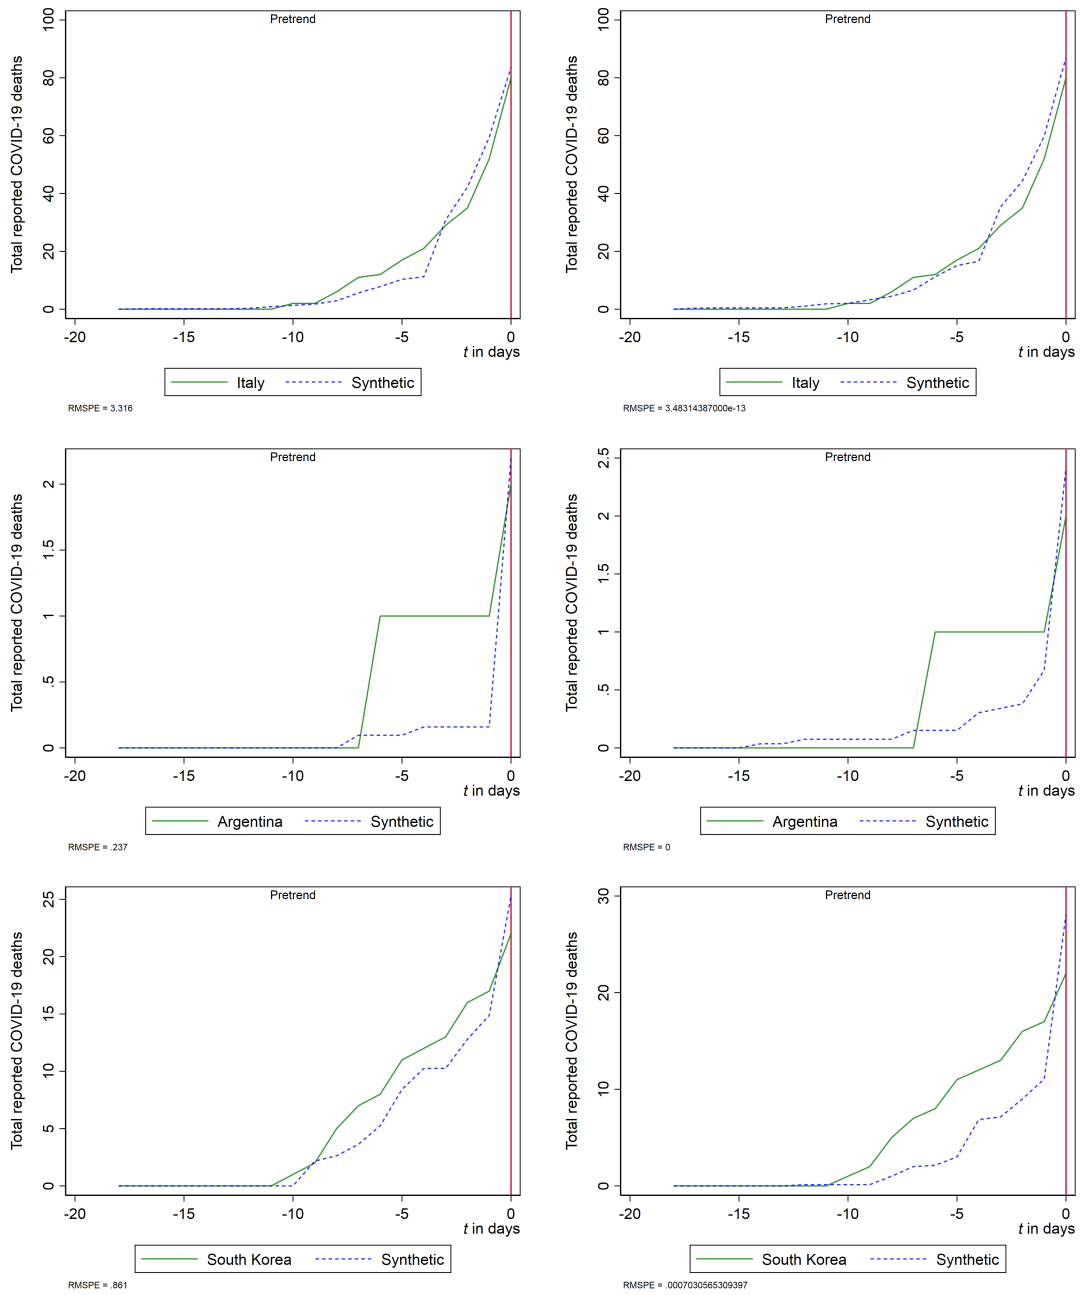 Pretrend
Total reported COVID-19 deaths
100
80
60
40
20
0
-20 -15 -10 -5 0
t in days
Italy Synthetic
RMSPE = 3.316
Pretrend
Total reported COVID-19 deaths
100
80
60
40
20
0
-20 -15 -10 -5 0
t in days
Italy Synthetic
RMSPE = 3.48314387000e-13
Pretrend
Total reported COVID-19 deaths
2
1.5
1
.5
0
-20 -15 -10 -5 0
t in days
Argentina Synthetic
RMSPE = .237
Pretrend
Total reported COVID-19 deaths
2.5
2
1.5
1
.5
0
-20 -15 -10 -5 0
t in days
Argentina Synthetic
RMSPE = 0
Pretrend
Total reported COVID-19 deaths
25
20
15
10
5
0
-20 -15 -10 -5 0
t in days
South Korea Synthetic
RMSPE = .861
Pretrend
Total reported COVID-19 deaths
30
20
10
0
-20 -15 -10 -5 0
t in days
South Korea Synthetic
RMSPE = .0007030565309397